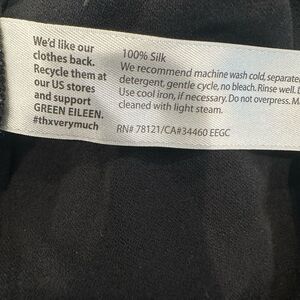 We'd like our
clothes back.
Recycle them at
our US stores
and support
GREEN EILEEN.
#thxverymuch
100% Silk
We recommend machine wash cold, separate
detergent, gentle cycle, no bleach. Rinse well.
Use cool iron, if necessary. Do not overpress. M
cleaned with light steam.
RN# 78121/CA#34460 EEGC